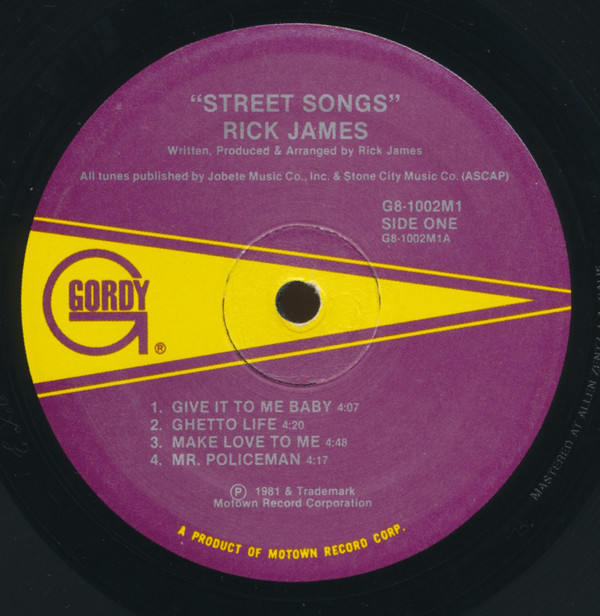 "STREET SONGS"
RICK JAMES
Written, Produced & Arranged by Rick James
All tunes published by Jobete Music Co., Inc. & Stone City Music Co. (ASCAP)
G8-1002M1
SIDE ONE
G8-1002M1A
GORDY
®
1. GIVE IT TO ME BABY 4:07
2. GHETTO LIFE 4:20
3. MAKE LOVE TO ME 4:48
4. MR. POLICEMAN 4:17
℗ 1981 & Trademark
Motown Record Corporation
A PRODUCT OF MOTOWN RECORD CORP.
MASTERED AT ALLEN